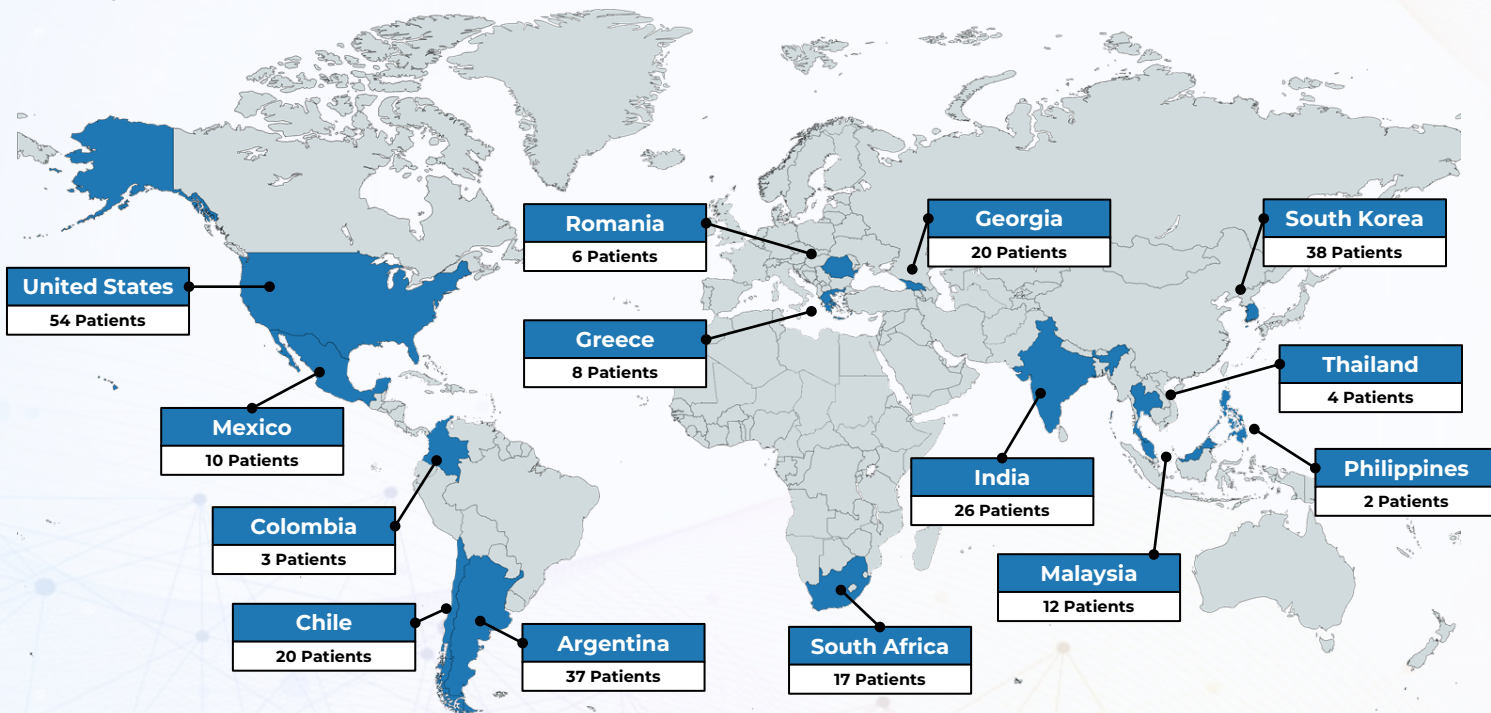 Romania
6 Patients
Georgia
20 Patients
South Korea
38 Patients
United States
54 Patients
Greece
8 Patients
Thailand
4 Patients
Mexico
10 Patients
India
26 Patients
Philippines
2 Patients
Colombia
3 Patients
Malaysia
12 Patients
Chile
20 Patients
Argentina
37 Patients
South Africa
17 Patients